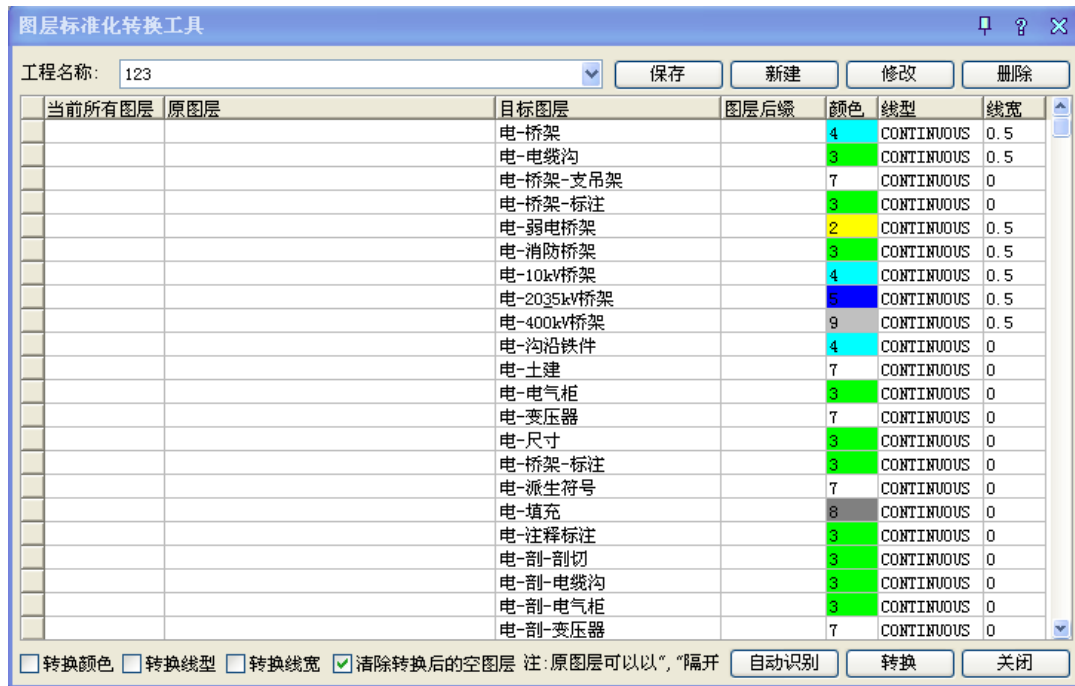 图层标准化转换工具
工程名称: 123 保存 新建 修改 删除
当前所有图层 原图层 目标图层 图层后缀 颜色 线型 线宽
电-桥架 4 CONTINUOUS 0.5
电-电缆沟 3 CONTINUOUS 0.5
电-桥架-支吊架 7 CONTINUOUS 0
电-桥架-标注 3 CONTINUOUS 0
电-弱电桥架 2 CONTINUOUS 0.5
电-消防桥架 3 CONTINUOUS 0.5
电-10kV桥架 4 CONTINUOUS 0.5
电-2035kV桥架 5 CONTINUOUS 0.5
电-400kV桥架 9 CONTINUOUS 0.5
电-沟沿铁件 4 CONTINUOUS 0
电-土建 7 CONTINUOUS 0
电-电气柜 3 CONTINUOUS 0
电-变压器 7 CONTINUOUS 0
电-尺寸 3 CONTINUOUS 0
电-桥架-标注 3 CONTINUOUS 0
电-派生符号 7 CONTINUOUS 0
电-填充 8 CONTINUOUS 0
电-注释标注 3 CONTINUOUS 0
电-剖-剖切 3 CONTINUOUS 0
电-剖-电缆沟 3 CONTINUOUS 0
电-剖-电气柜 3 CONTINUOUS 0
电-剖-变压器 7 CONTINUOUS 0
转换颜色 转换线型 转换线宽 清除转换后的空图层 注:原图层可以以","隔开 自动识别 转换 关闭